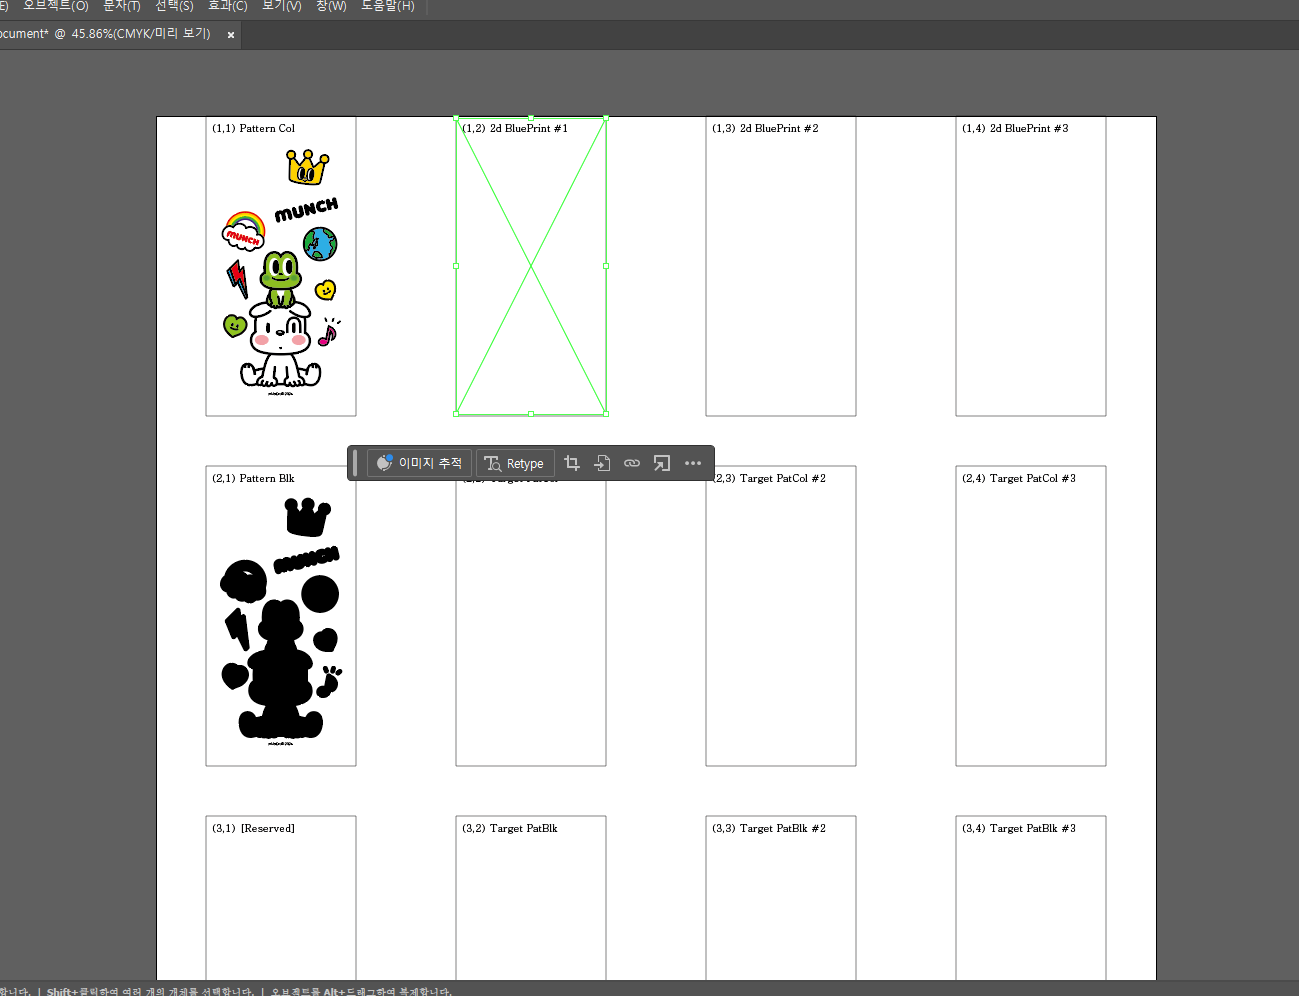 E) 오브젝트(O) 문자(T) 선택(S) 효과(C) 보기(V) 창(W) 도움말(H)
ocument* @ 45.86%(CMYK/미리 보기) ×
(1,1) Pattern Col
(1,2) 2d BluePrint #1
(1,3) 2d BluePrint #2
(1,4) 2d BluePrint #3
MUNCH
MUNCH
이미지 추적 Retype
(2,1) Pattern Blk
(2,3) Target PatCol #2
(2,4) Target PatCol #3
MUNCH
(3,1) [Reserved]
(3,2) Target PatBlk
(3,3) Target PatBlk #2
(3,4) Target PatBlk #3
합니다. | Shift+클릭하여 여러 개의 개체를 선택합니다. | 오브젝트를 Alt+드래그하여 복제합니다.